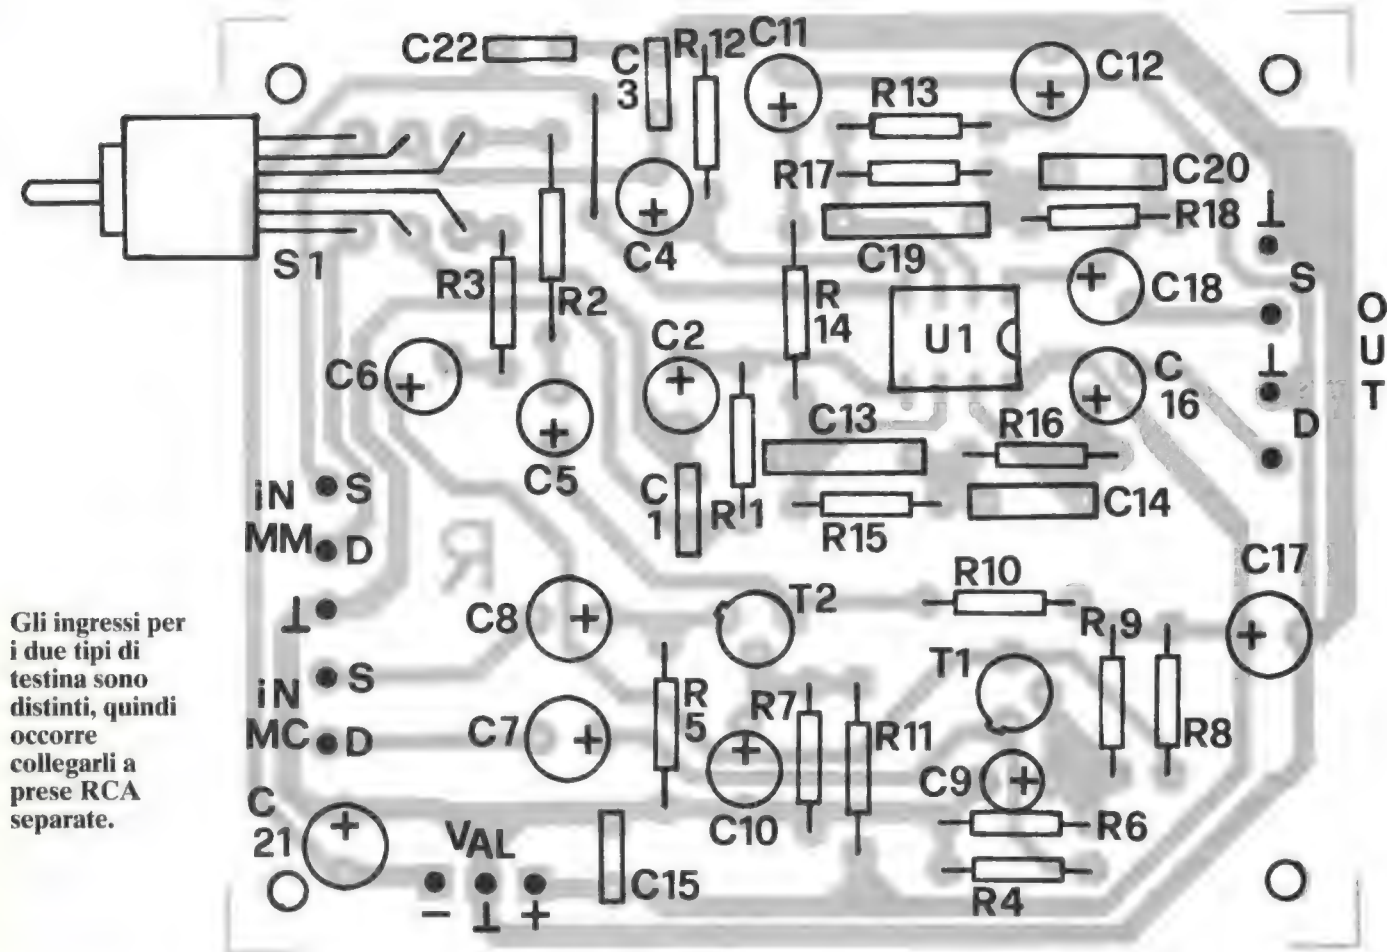 C22
C
3
R 12
C11
C12
R13
R17
C20
R18
⊥
S1
C4
C19
S
R3
R2
R
14
C18
U1
C2
C6
⊥
C
16
O
U
T
D
C13
R16
C5
iN
MM
S
D
C
1
R 1
R15
C14
R
C17
R10
⊥
C8
T2
R 9
T1
Gli ingressi per
i due tipi di
testina sono
distinti, quindi
occorre
collegarli a
prese RCA
separate.
iN
MC
S
D
C7
R
5
R7
R11
R8
C9
C
21
VAL
C10
R6
C15
R4
- ⊥ +